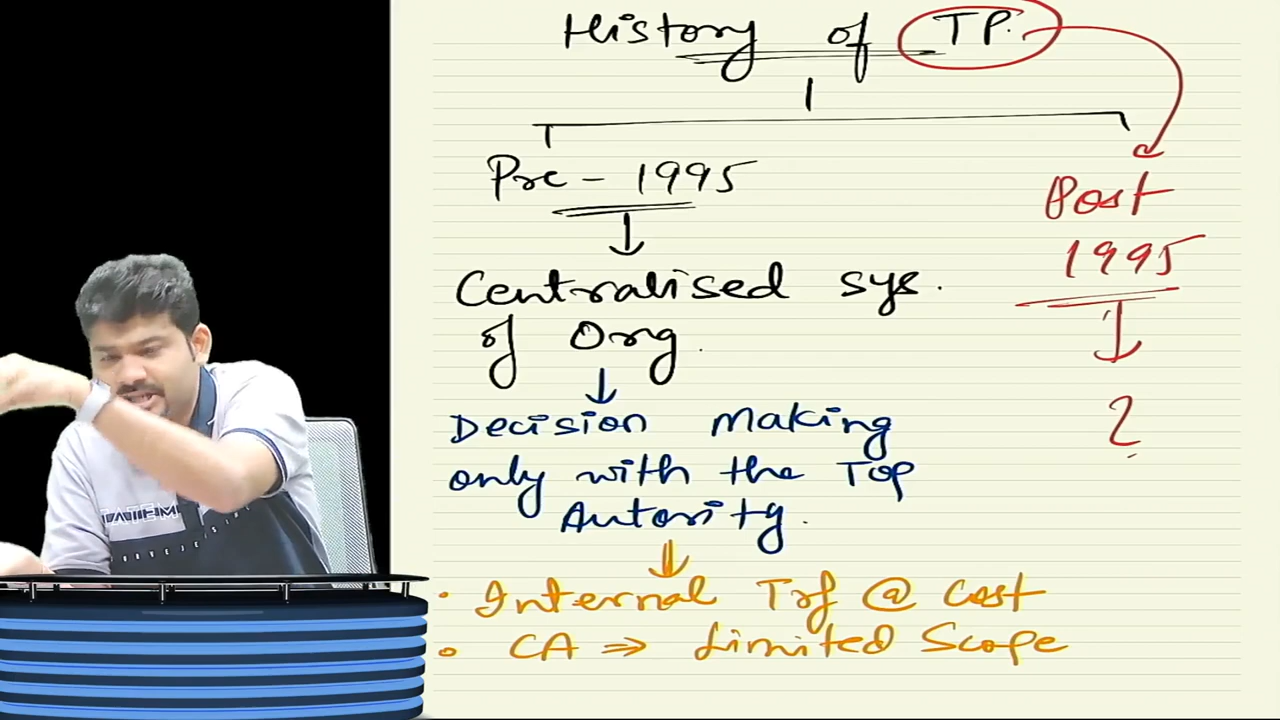 History of TP.
Pre - 1995
Centralised sys.
of Org.
Decision Making
only with the Top
Autority.
• Internal Trf @ Cost
• CA ⇒ Limited Scope
Post
1995
?
TATEM